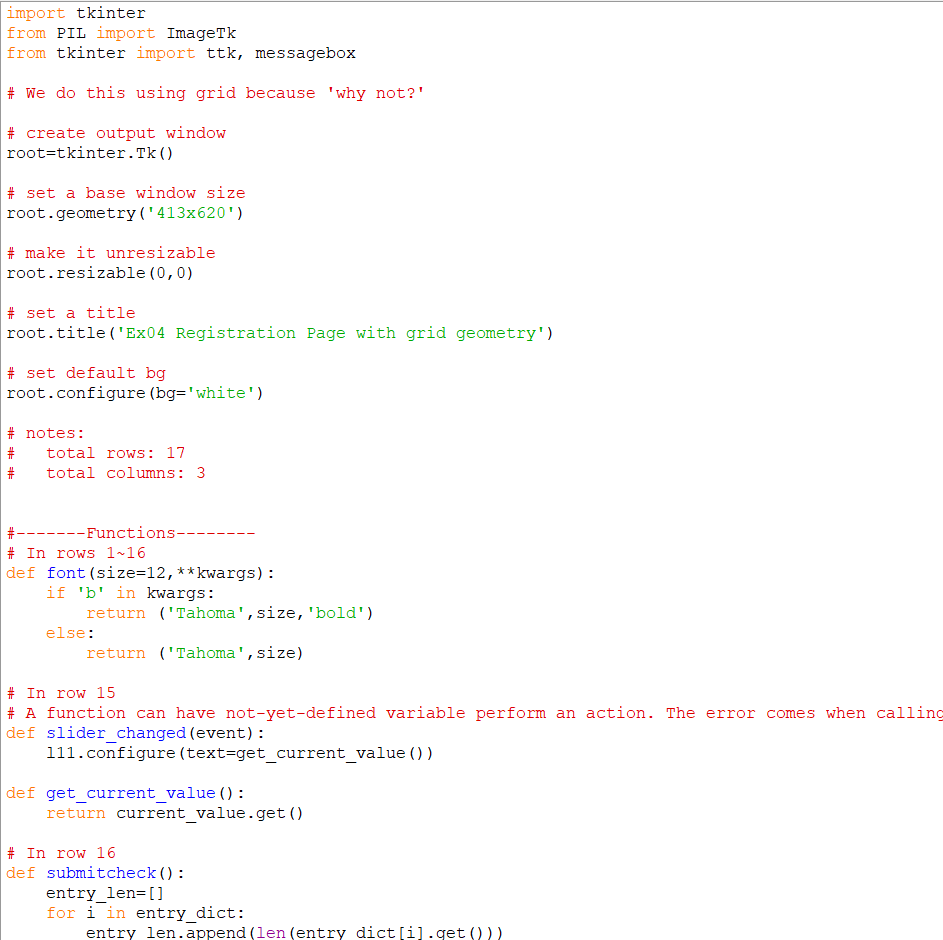 import tkinter
from PIL import ImageTk
from tkinter import ttk, messagebox

# We do this using grid because 'why not?'

# create output window
root=tkinter.Tk()

# set a base window size
root.geometry('413x620')

# make it unresizable
root.resizable(0,0)

# set a title
root.title('Ex04 Registration Page with grid geometry')

# set default bg
root.configure(bg='white')

# notes:
#   total rows: 17
#   total columns: 3


#-------Functions--------
# In rows 1~16
def font(size=12,**kwargs):
    if 'b' in kwargs:
        return ('Tahoma',size,'bold')
    else:
        return ('Tahoma',size)

# In row 15
# A function can have not-yet-defined variable perform an action. The error comes when calling
def slider_changed(event):
    l11.configure(text=get_current_value())

def get_current_value():
    return current_value.get()

# In row 16
def submitcheck():
    entry_len=[]
    for i in entry_dict:
        entry_len.append(len(entry_dict[i].get()))